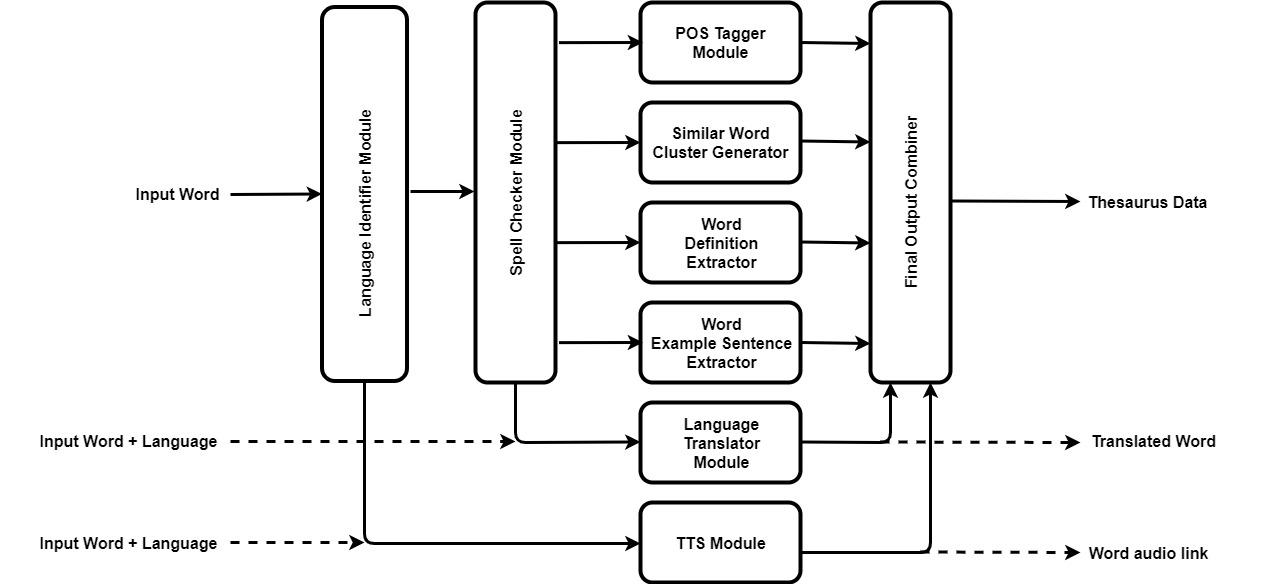 POS Tagger
Module
Similar Word
Cluster Generator
Input Word
Language Identifier Module
Spell Checker Module
Word
Definition
Extractor
Final Output Combiner
Thesaurus Data
Word
Example Sentence
Extractor
Input Word + Language
Language
Translator
Module
Translated Word
Input Word + Language
TTS Module
Word audio link